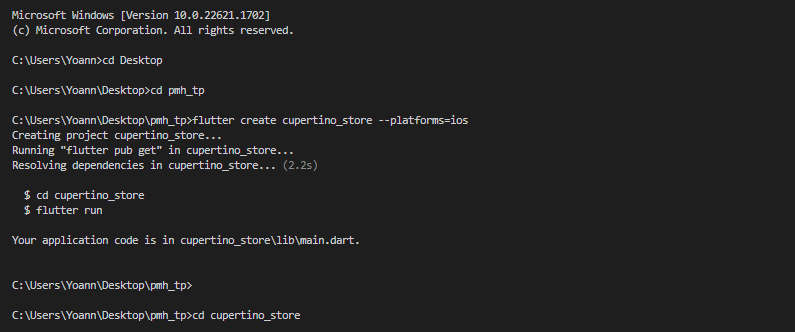 Microsoft Windows [Version 10.0.22621.1702]
(c) Microsoft Corporation. All rights reserved.
C:\Users\Yoann>cd Desktop
C:\Users\Yoann\Desktop>cd pmh_tp
C:\Users\Yoann\Desktop\pmh_tp>flutter create cupertino_store --platforms=ios
Creating project cupertino_store...
Running "flutter pub get" in cupertino_store...
Resolving dependencies in cupertino_store... (2.2s)
$ cd cupertino_store
$ flutter run
Your application code is in cupertino_store\lib\main.dart.
C:\Users\Yoann\Desktop\pmh_tp>
C:\Users\Yoann\Desktop\pmh_tp>cd cupertino_store